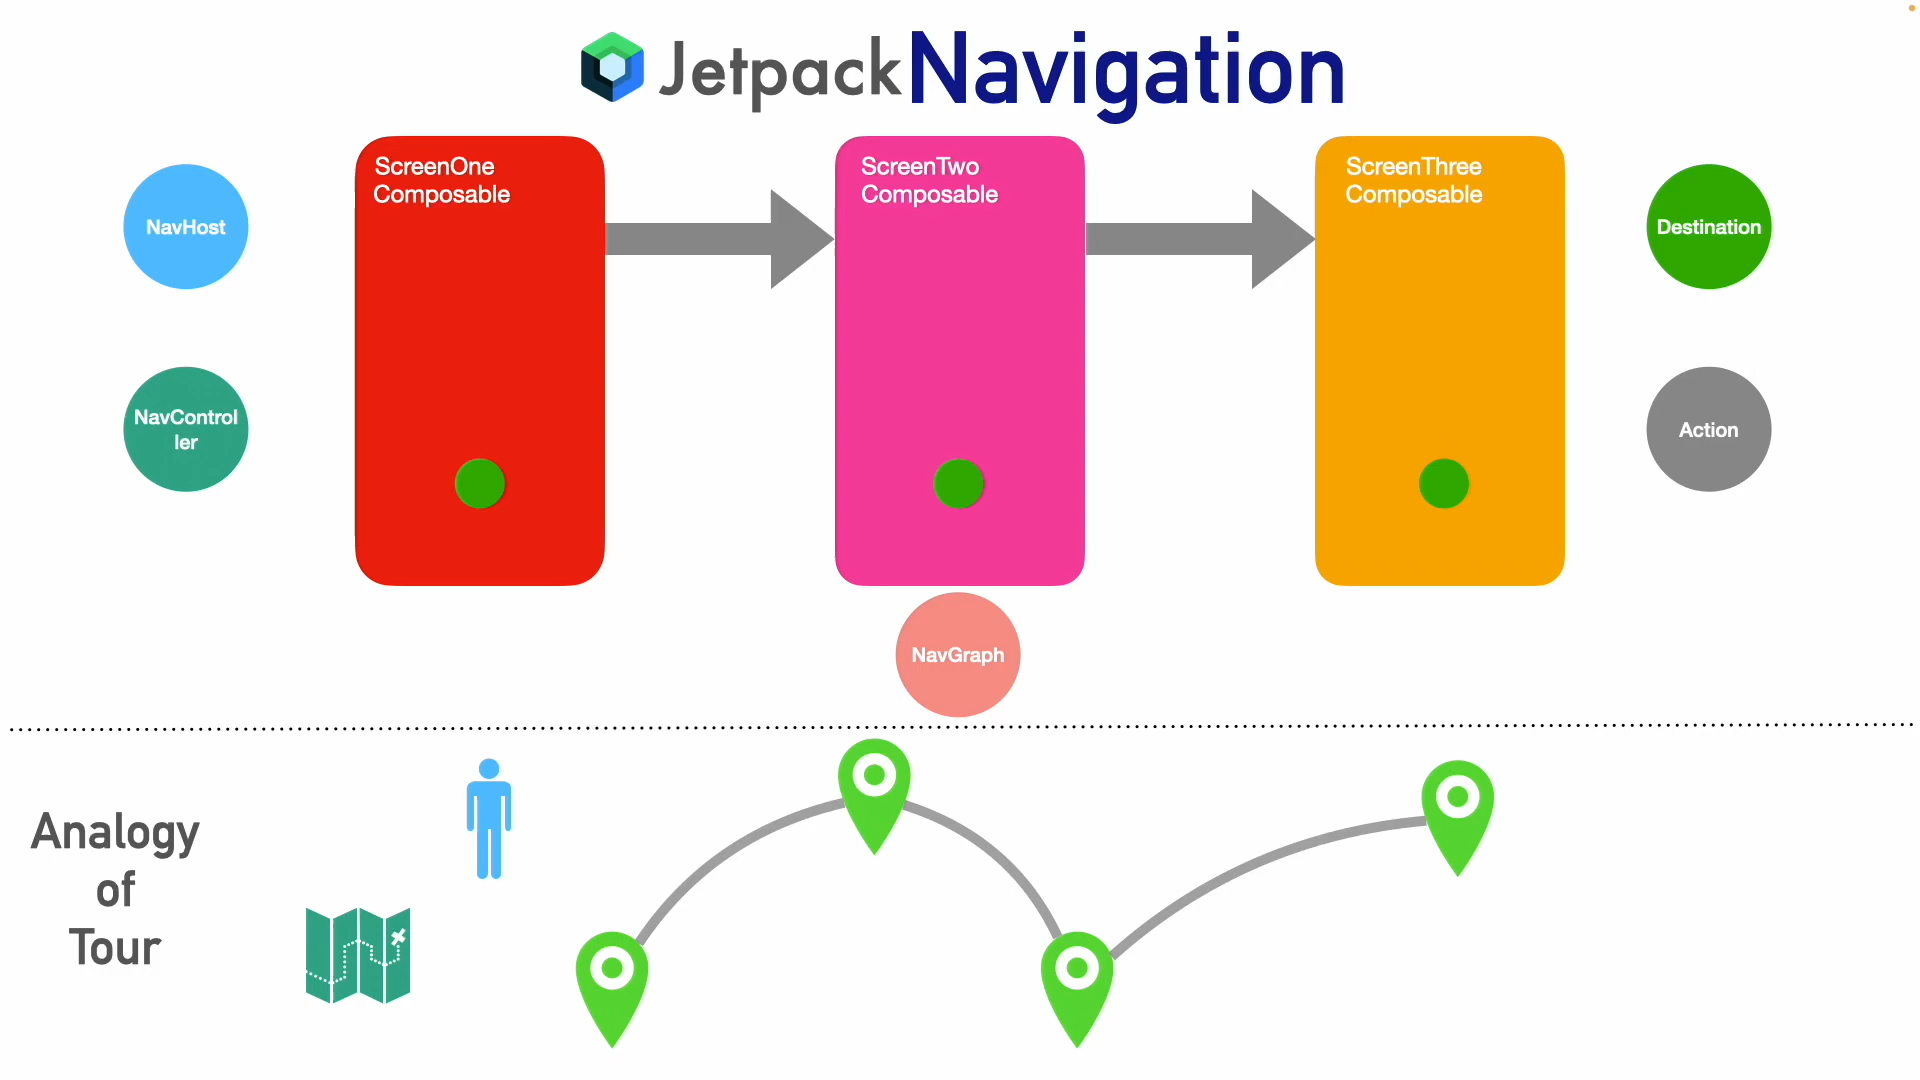 Jetpack Navigation
ScreenOne
Composable
ScreenTwo
Composable
ScreenThree
Composable
NavHost
Destination
NavControl
ler
Action
NavGraph
Analogy
of
Tour